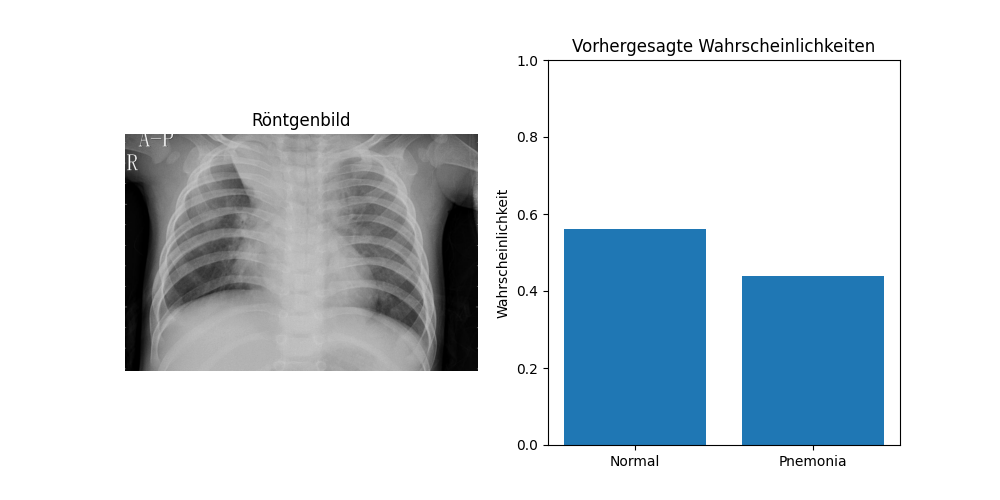 Röntgenbild
A-P
R
Vorhergesagte Wahrscheinlichkeiten
Wahrscheinlichkeit
1.0
0.8
0.6
0.4
0.2
0.0
Normal
Pnemonia